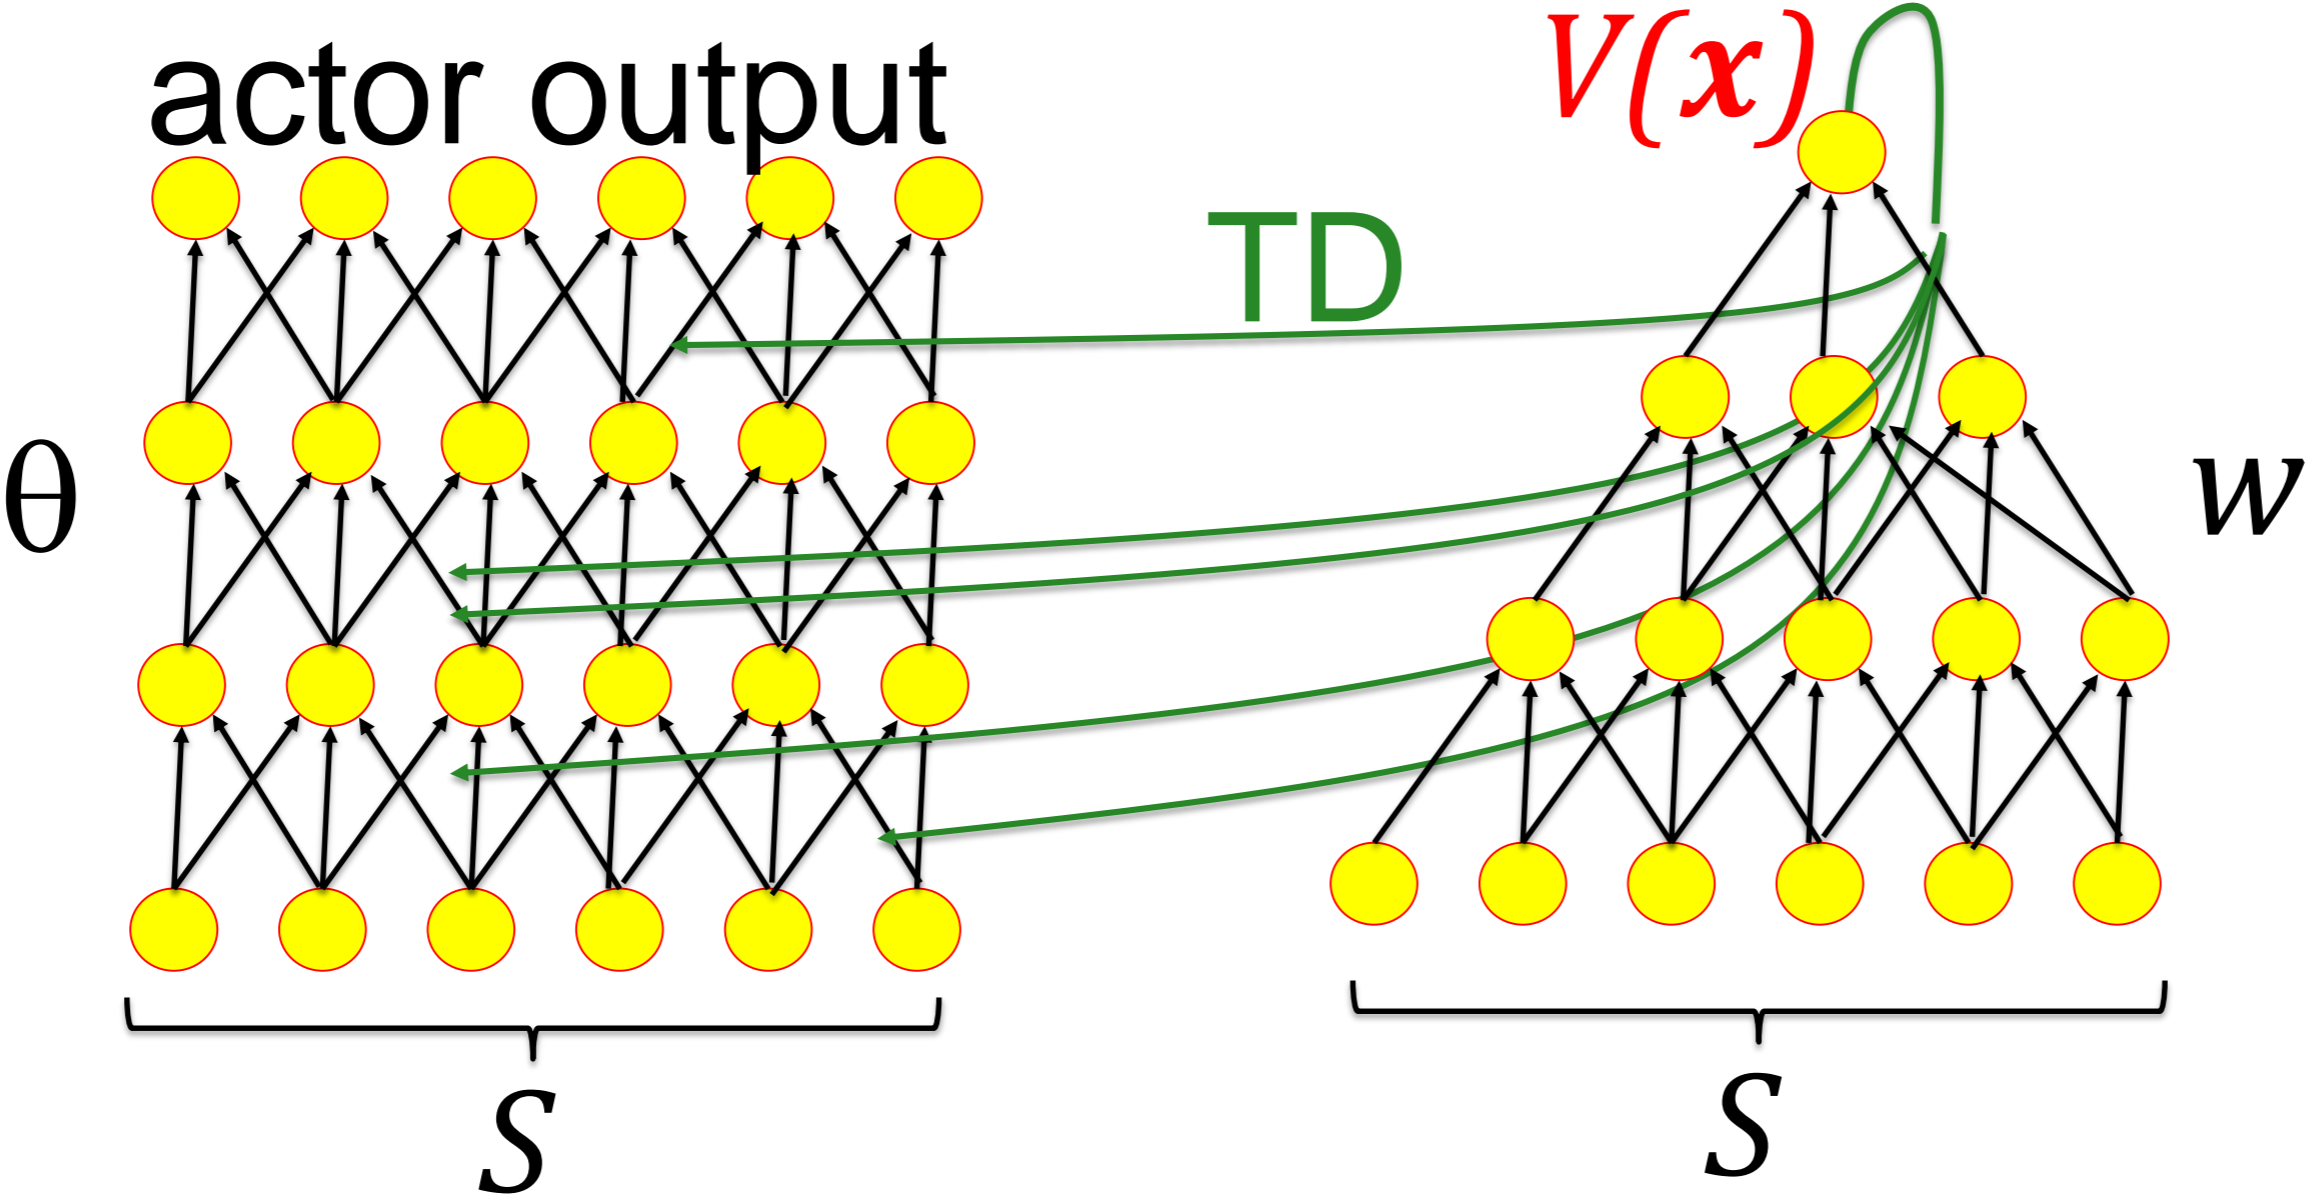 actor output
V(x)
TD
θ
w
S
S